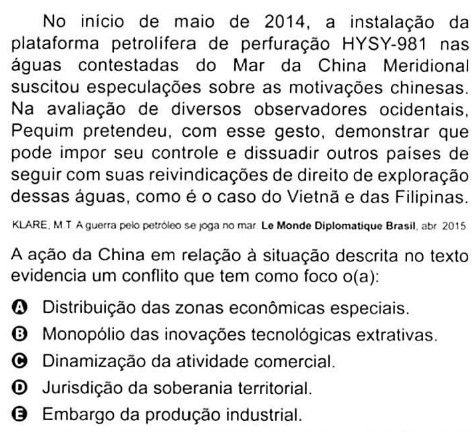 No início de maio de 2014, a instalação da
plataforma petrolífera de perfuração HYSY-981 nas
águas contestadas do Mar da China Meridional
suscitou especulações sobre as motivações chinesas.
Na avaliação de diversos observadores ocidentais,
Pequim pretendeu, com esse gesto, demonstrar que
pode impor seu controle e dissuadir outros países de
seguir com suas reivindicações de direito de exploração
dessas águas, como é o caso do Vietnã e das Filipinas.
KLARE, M.T. A guerra pelo petróleo se joga no mar. Le Monde Diplomatique Brasil, abr. 2015
A ação da China em relação à situação descrita no texto
evidencia um conflito que tem como foco o(a):
A Distribuição das zonas econômicas especiais.
B Monopólio das inovações tecnológicas extrativas.
C Dinamização da atividade comercial.
D Jurisdição da soberania territorial.
E Embargo da produção industrial.